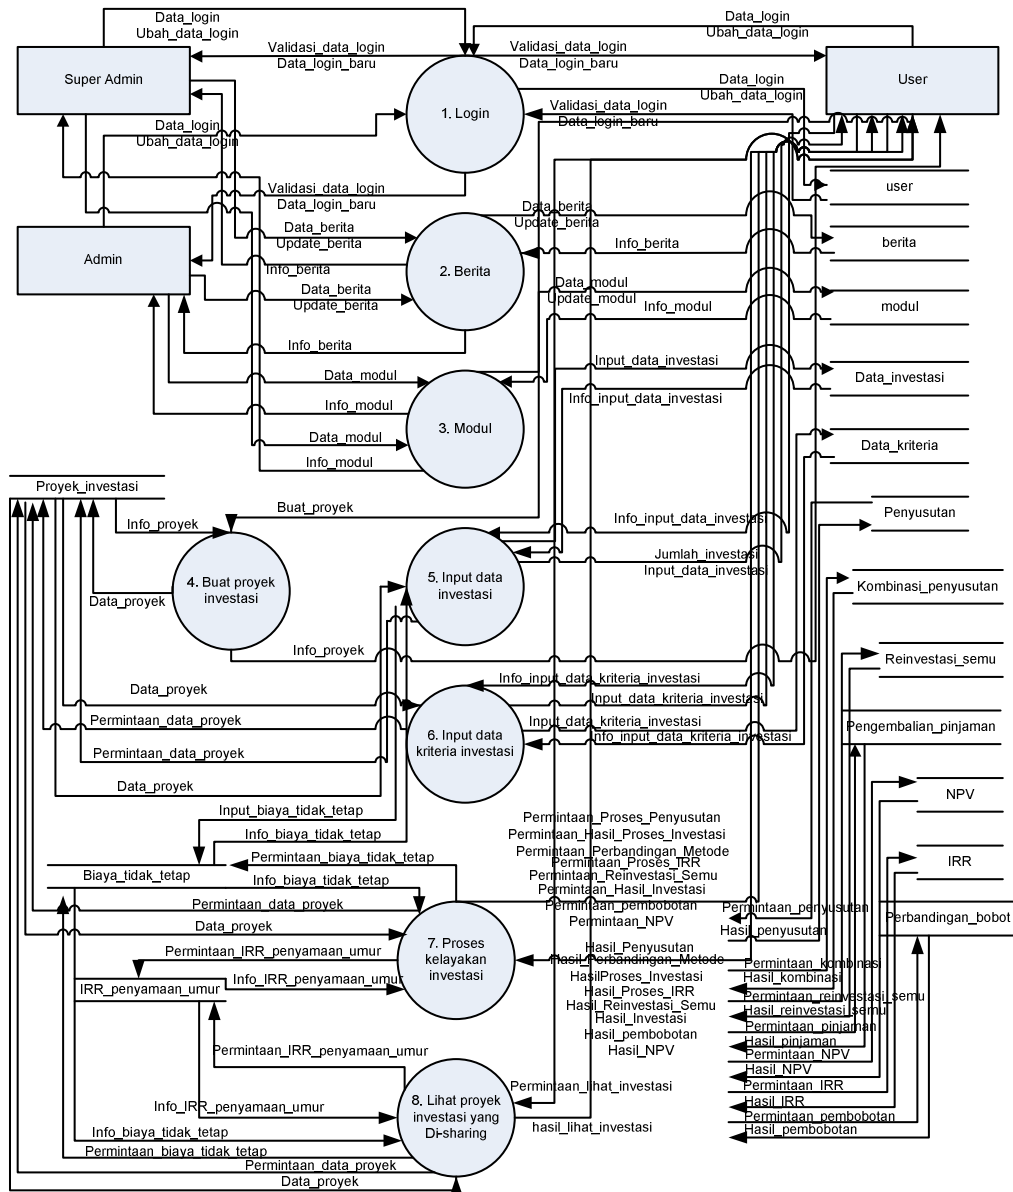 Data_login
Ubah_data_login
Data_login
Ubah_data_login
Super Admin
Validasi_data_login
Data_login_baru
Validasi_data_login
Data_login_baru
User
1. Login
Data_login
Ubah_data_login
Validasi_data_login
Data_login_baru
Data_login
Ubah_data_login
Validasi_data_login
Data_login_baru
user
Admin
Data_berita
Update_berita
Info_berita
Data_berita
Update_berita
Info_berita
2. Berita
Data_berita
Update_berita
Info_berita
berita
Data_modul
Update_modul
Info_modul
modul
Data_modul
Info_modul
Data_modul
Info_modul
3. Modul
Input_data_investasi
Info_input_data_investasi
Data_investasi
Data_kriteria
Proyek_investasi
Info_proyek
Buat_proyek
4. Buat proyek
investasi
Data_proyek
Info_proyek
5. Input data
investasi
Info_input_data_investasi
Jumlah_investasi
Input_data_investasi
Penyusutan
Kombinasi_penyusutan
Reinvestasi_semu
Pengembalian_pinjaman
NPV
IRR
Perbandingan_bobot
Data_proyek
Permintaan_data_proyek
Permintaan_data_proyek
Data_proyek
Info_input_data_kriteria_investasi
Input_data_kriteria_investasi
Input_data_kriteria_investasi
Info_input_data_kriteria_investasi
6. Input data
kriteria investasi
Input_biaya_tidak_tetap
Info_biaya_tidak_tetap
Permintaan_biaya_tidak_tetap
Biaya_tidak_tetap
Info_biaya_tidak_tetap
Permintaan_data_proyek
Data_proyek
Permintaan_IRR_penyamaan_umur
Info_IRR_penyamaan_umur
IRR_penyamaan_umur
7. Proses
kelayakan
investasi
Permintaan_Proses_Penyusutan
Permintaan_Hasil_Proses_Investasi
Permintaan_Perbandingan_Metode
Permintaan_Proses_IRR
Permintaan_Reinvestasi_Semu
Permintaan_Hasil_Investasi
Permintaan_pembobotan
Permintaan_NPV
Hasil_Penyusutan
Hasil_Perbandingan_Metode
HasilProses_Investasi
Hasil_Proses_IRR
Hasil_Reinvestasi_Semu
Hasil_Investasi
Hasil_pembobotan
Hasil_NPV
Permintaan_penyusutan
Hasil_penyusutan
Permintaan_kombinasi
Hasil_kombinasi
Permintaan_reinvestasi_semu
Hasil_reinvestasi_semu
Permintaan_pinjaman
Hasil_pinjaman
Permintaan_NPV
Hasil_NPV
Permintaan_IRR
Hasil_IRR
Permintaan_pembobotan
Hasil_pembobotan
Permintaan_IRR_penyamaan_umur
Info_IRR_penyamaan_umur
Info_biaya_tidak_tetap
Permintaan_biaya_tidak_tetap
Permintaan_data_proyek
Data_proyek
8. Lihat proyek
investasi yang
Di-sharing
Permintaan_lihat_investasi
hasil_lihat_investasi